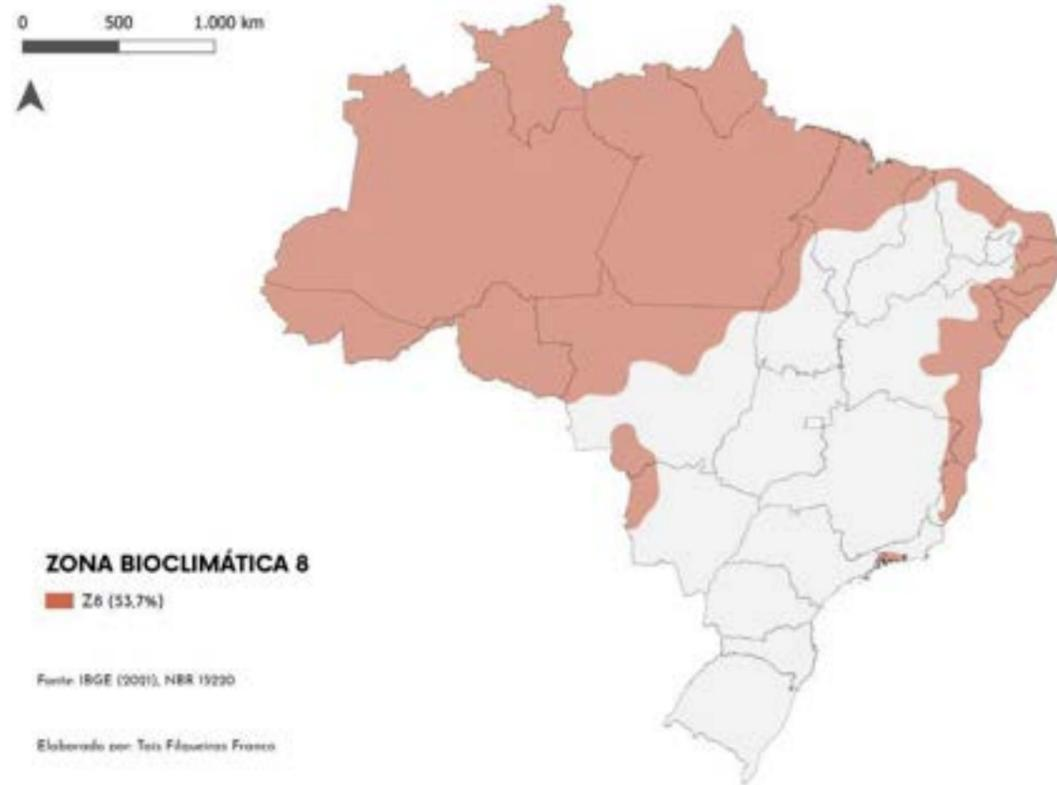 0 500 1.000 km
ZONA BIOCLIMÁTICA 8
Z8 (53,7%)
Fonte: IBGE (2021), NBR 15220
Elaborado por: Tais Filgueiras Franco